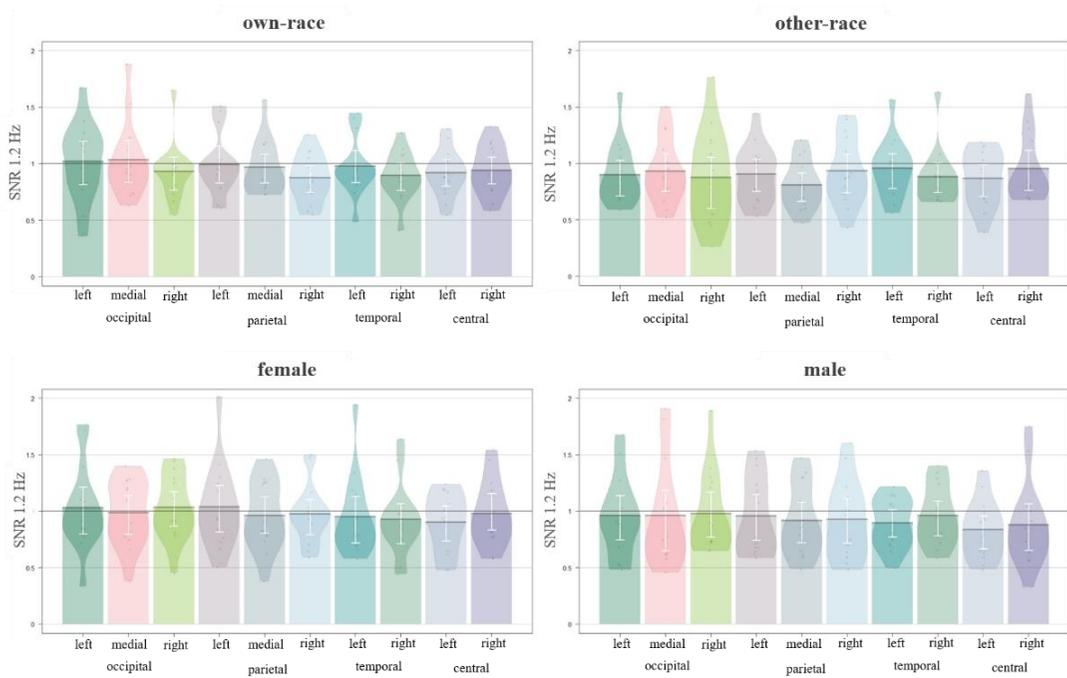 own-race
SNR 1.2 Hz
2
1.5
1
0.5
0
left medial right left medial right left right left right
occipital parietal temporal central
other-race
SNR 1.2 Hz
2
1.5
1
0.5
0
left medial right left medial right left right left right
occipital parietal temporal central
female
SNR 1.2 Hz
2
1.5
1
0.5
0
left medial right left medial right left right left right
occipital parietal temporal central
male
SNR 1.2 Hz
2
1.5
1
0.5
0
left medial right left medial right left right left right
occipital parietal temporal central